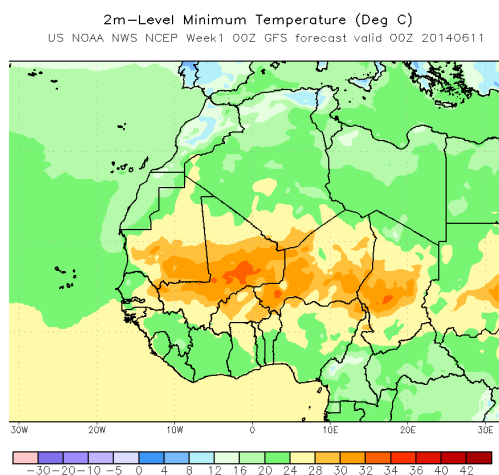 2m-Level Minimum Temperature (Deg C)
US NOAA NWS NCEP Week1 00Z GFS forecast valid 00Z 20140611
30W 20W 10W 0 10E 20E 30E
-30 -20 -10 -5 0 4 8 12 16 20 24 28 30 32 34 36 38 40 42